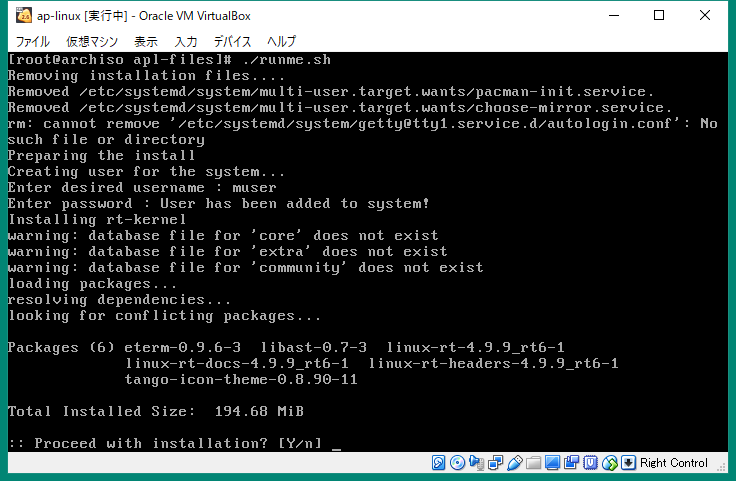 ap-linux [実行中] - Oracle VM VirtualBox
ファイル 仮想マシン 表示 入力 デバイス ヘルプ
[root@archiso apl-files]# ./runme.sh
Removing installation files....
Removed /etc/systemd/system/multi-user.target.wants/pacman-init.service.
Removed /etc/systemd/system/multi-user.target.wants/choose-mirror.service.
rm: cannot remove '/etc/systemd/system/getty@tty1.service.d/autologin.conf': No
such file or directory
Preparing the install
Creating user for the system...
Enter desired username : muser
Enter password : User has been added to system!
Installing rt-kernel
warning: database file for 'core' does not exist
warning: database file for 'extra' does not exist
warning: database file for 'community' does not exist
loading packages...
resolving dependencies...
looking for conflicting packages...
Packages (6) eterm-0.9.6-3  libast-0.7-3  linux-rt-4.9.9_rt6-1
linux-rt-docs-4.9.9_rt6-1  linux-rt-headers-4.9.9_rt6-1
tango-icon-theme-0.8.90-11
Total Installed Size:  194.68 MiB
:: Proceed with installation? [Y/n] _
Right Control